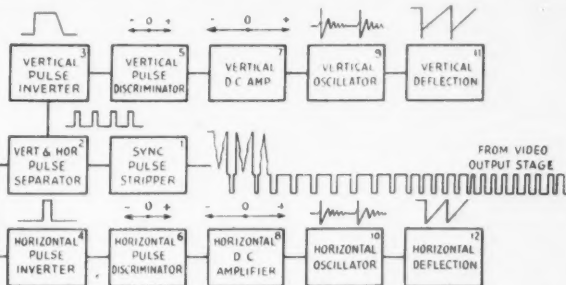 - 0 +
- 0 +
3
VERTICAL
PULSE
INVERTER
5
VERTICAL
PULSE
DISCRIMINATOR
7
VERTICAL
D C AMP
9
VERTICAL
OSCILLATOR
11
VERTICAL
DEFLECTION
VERT & HOR 2
PULSE
SEPARATOR
1
SYNC
PULSE
STRIPPER
FROM VIDEO
OUTPUT STAGE
- 0 +
- 0 +
HORIZONTAL 4
PULSE
INVERTER
HORIZONTAL 6
PULSE
DISCRIMINATOR
HORIZONTAL 8
D C
AMPLIFIER
10
HORIZONTAL
OSCILLATOR
12
HORIZONTAL
DEFLECTION